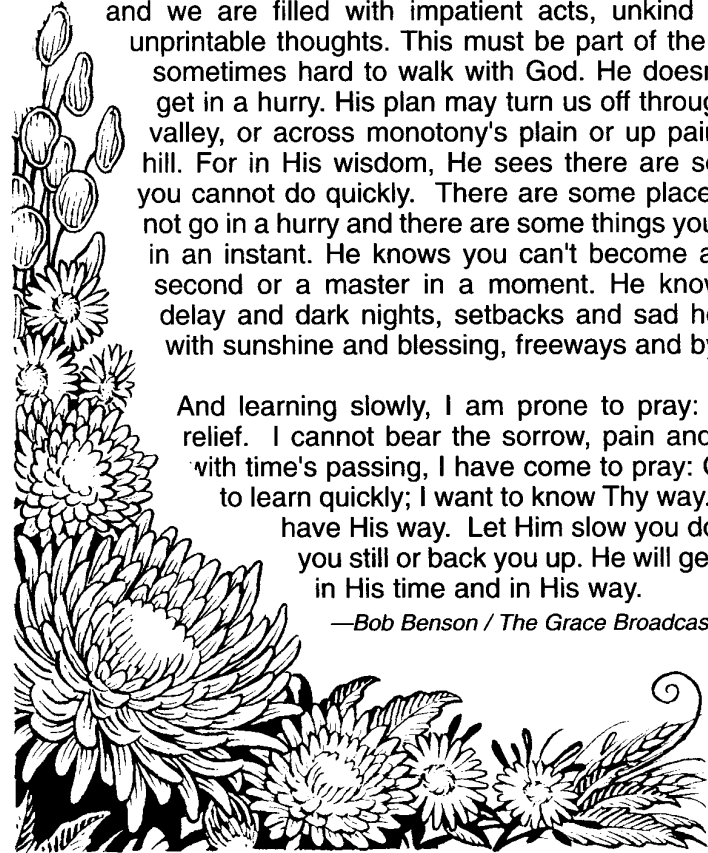 and we are filled with impatient acts, unkind
unprintable thoughts. This must be part of the
sometimes hard to walk with God. He doesn
get in a hurry. His plan may turn us off throug
valley, or across monotony's plain or up pai
hill. For in His wisdom, He sees there are s
you cannot do quickly. There are some place
not go in a hurry and there are some things you
in an instant. He knows you can't become a
second or a master in a moment. He know
delay and dark nights, setbacks and sad h
with sunshine and blessing, freeways and b
And learning slowly, I am prone to pray:
relief. I cannot bear the sorrow, pain and
with time's passing, I have come to pray:
to learn quickly; I want to know Thy way.
have His way. Let Him slow you d
you still or back you up. He will ge
in His time and in His way.
—Bob Benson / The Grace Broadcas